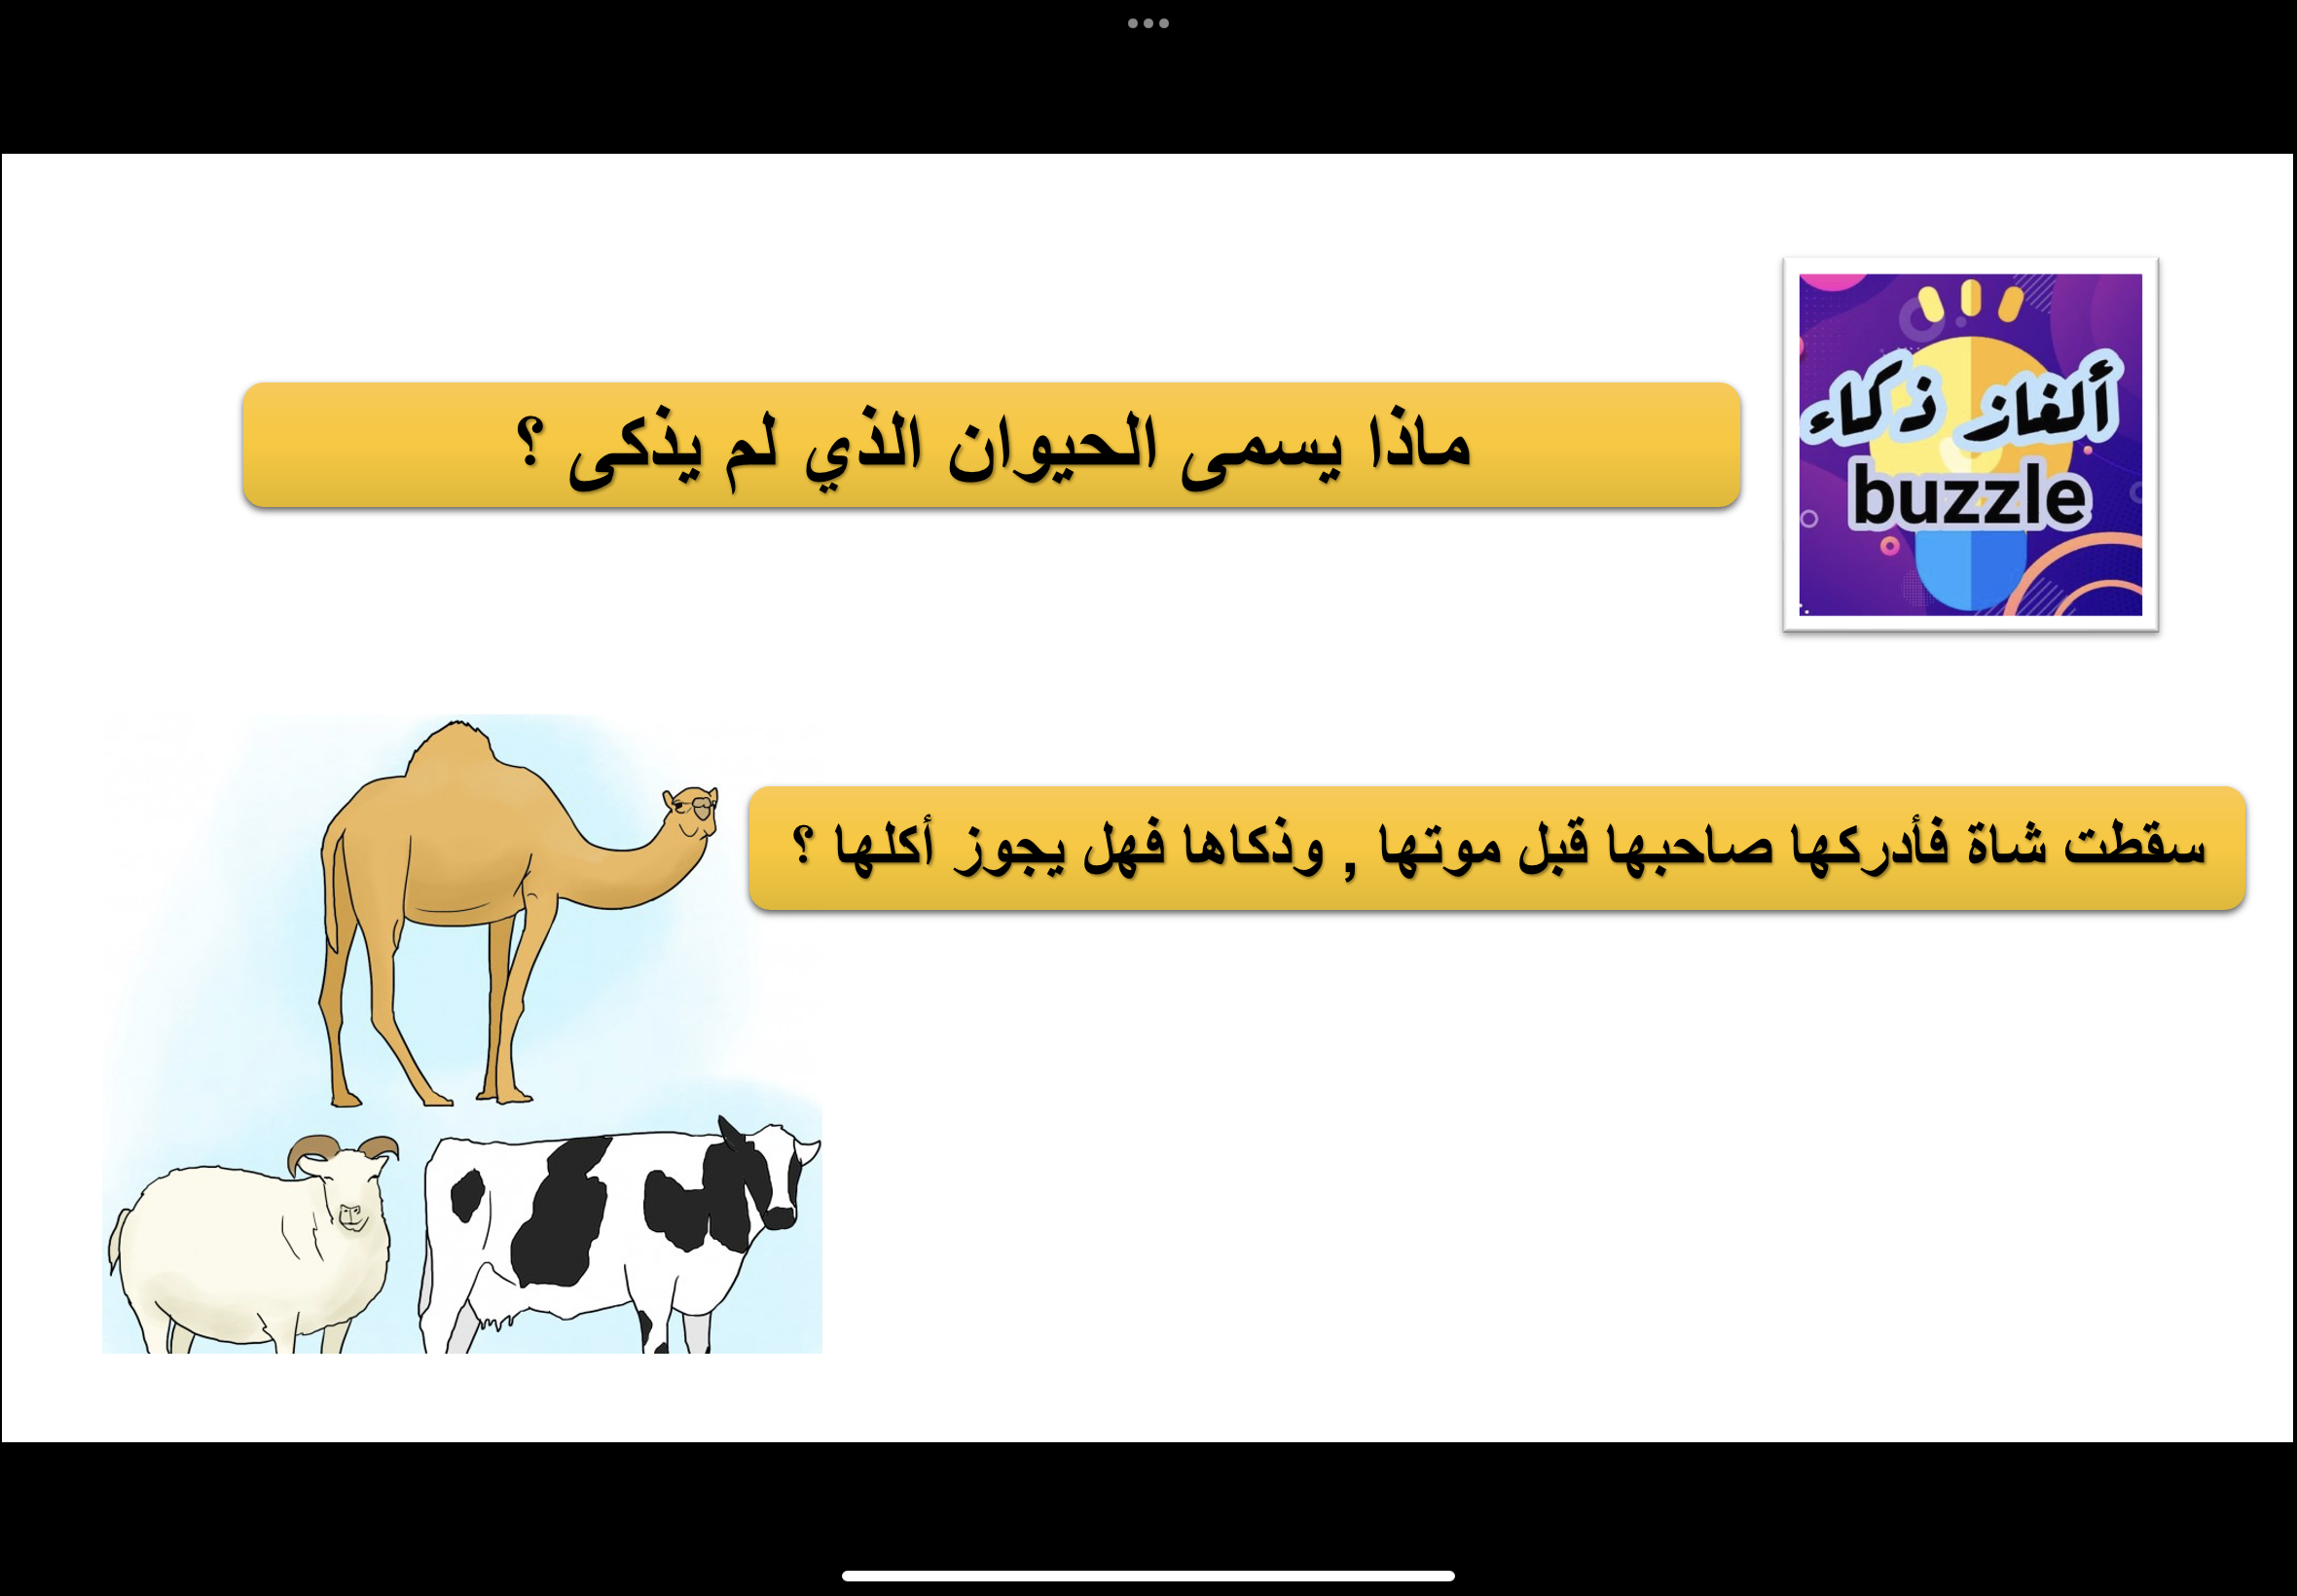 ألغاز ذكاء
buzzle
ماذا يسمى الحيوان الذي لم يذكى ؟
سقطت شاة فأدركها صاحبها قبل موتها , وذكاها فهل يجوز أكلها ؟